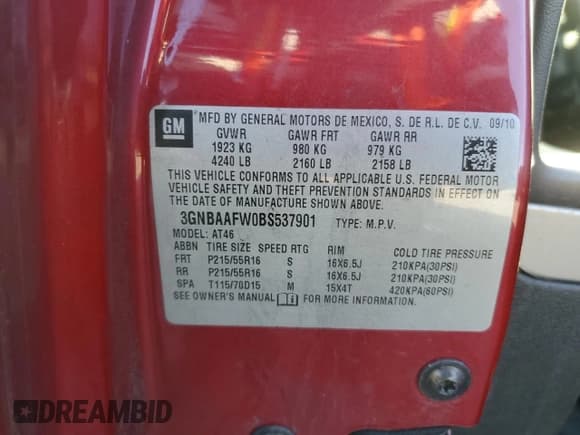 GM
MFD BY GENERAL MOTORS DE MEXICO, S. DE R.L. DE C.V. 09/10
GVWR GAWR FRT GAWR RR
1923 KG 980 KG 979 KG
4240 LB 2160 LB 2158 LB
THIS VEHICLE CONFORMS TO ALL APPLICABLE U.S. FEDERAL MOTOR
VEHICLE SAFETY AND THEFT PREVENTION STANDARDS IN EFFECT ON
THE DATE OF MANUFACTURE SHOWN ABOVE.
3GNBAAFW0BS537901 TYPE: M.P.V.
MODEL: AT46
ABBN TIRE SIZE SPEED RTG RIM COLD TIRE PRESSURE
FRT P215/55R16 S 16X6.5J 210KPA(30PSI)
RR P215/55R16 S 16X6.5J 210KPA(30PSI)
SPA T115/70D15 M 15X4T 420KPA(60PSI)
SEE OWNER'S MANUAL FOR MORE INFORMATION.
DREAMBID